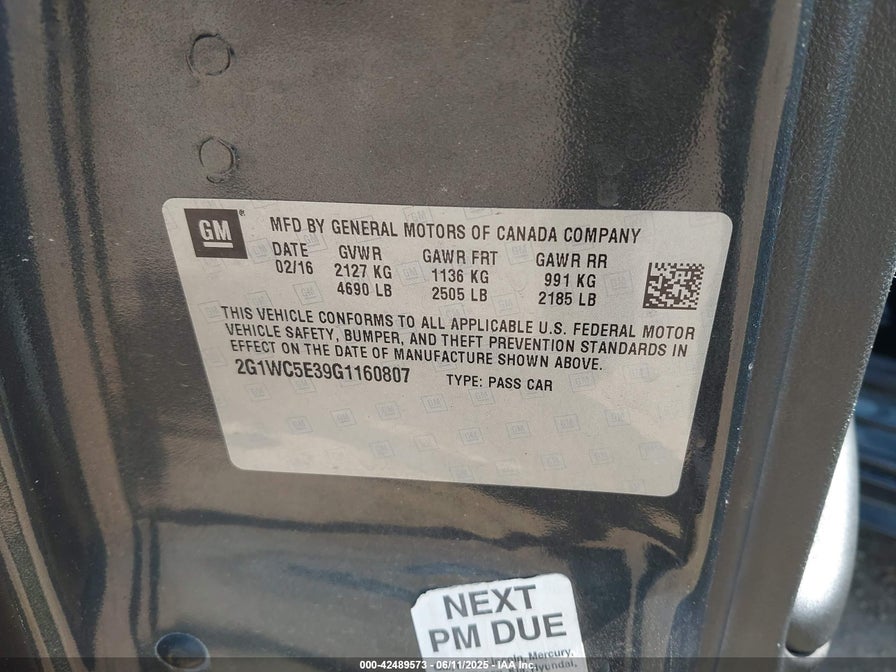 GM
MFD BY GENERAL MOTORS OF CANADA COMPANY
DATE GVWR GAWR FRT GAWR RR
02/16 2127 KG 1136 KG 991 KG
4690 LB 2505 LB 2185 LB
THIS VEHICLE CONFORMS TO ALL APPLICABLE U.S. FEDERAL MOTOR
VEHICLE SAFETY, BUMPER, AND THEFT PREVENTION STANDARDS IN
EFFECT ON THE DATE OF MANUFACTURE SHOWN ABOVE.
2G1WC5E39G1160807 TYPE: PASS CAR
NEXT
PM DUE
Mercury,
Hyundai,
000-42489573 - 06/11/2025 - IAA Inc.